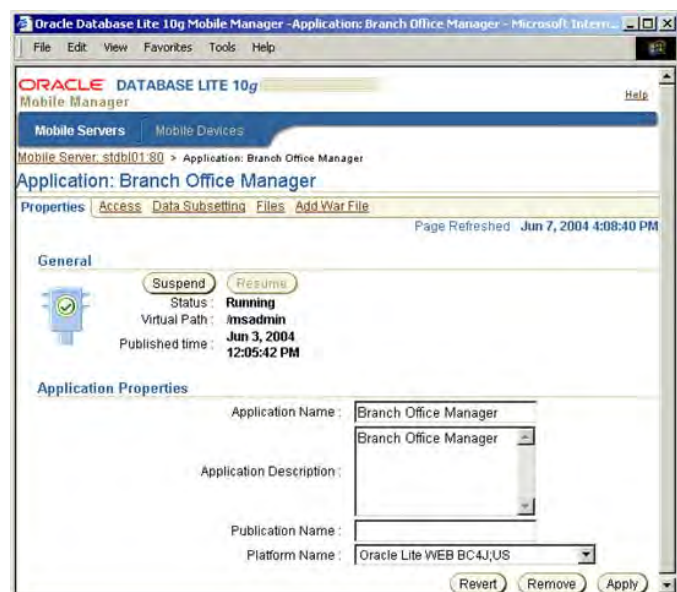 Oracle Database Lite 10g Mobile Manager -Application: Branch Office Manager - Microsoft Intern...
File Edit View Favorites Tools Help
ORACLE DATABASE LITE 10g
Mobile Manager
Help
Mobile Servers Mobile Devices
Mobile Server: stdbl01:80 > Application: Branch Office Manager
Application: Branch Office Manager
Properties Access Data Subsetting Files Add War File
Page Refreshed Jun 7, 2004 4:08:40 PM
General
Suspend Resume
Status : Running
Virtual Path : /msadmin
Published time : Jun 3, 2004
12:05:42 PM
Application Properties
Application Name : Branch Office Manager
Application Description : Branch Office Manager
Publication Name :
Platform Name : Oracle Lite WEB BC4J;US
Revert Remove Apply